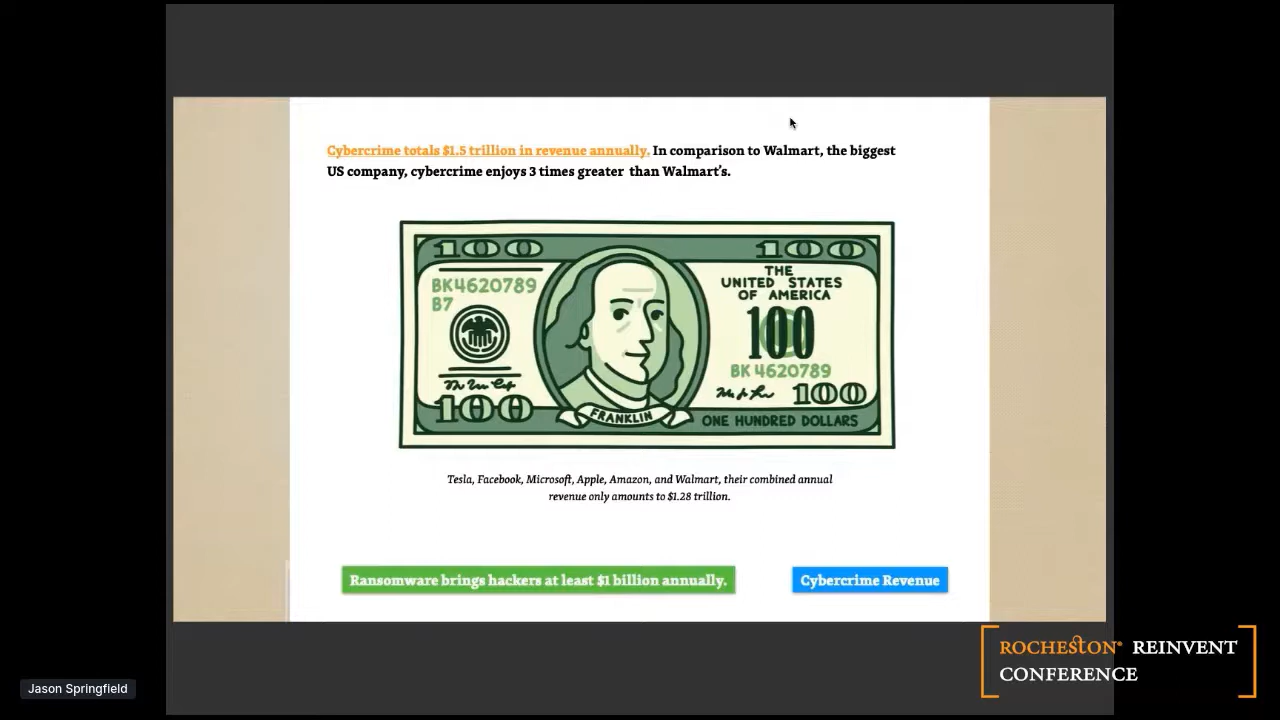 Cybercrime totals $1.5 trillion in revenue annually. In comparison to Walmart, the biggest
US company, cybercrime enjoys 3 times greater than Walmart's.
100
100
BK4620789
B7
THE
UNITED STATES
OF AMERICA
100
BK 4620789
100
100
FRANKLIN
ONE HUNDRED DOLLARS
Tesla, Facebook, Microsoft, Apple, Amazon, and Walmart, their combined annual
revenue only amounts to $1.28 trillion.
Ransomware brings hackers at least $1 billion annually.
Cybercrime Revenue
ROCHESTON® REINVENT
CONFERENCE
Jason Springfield